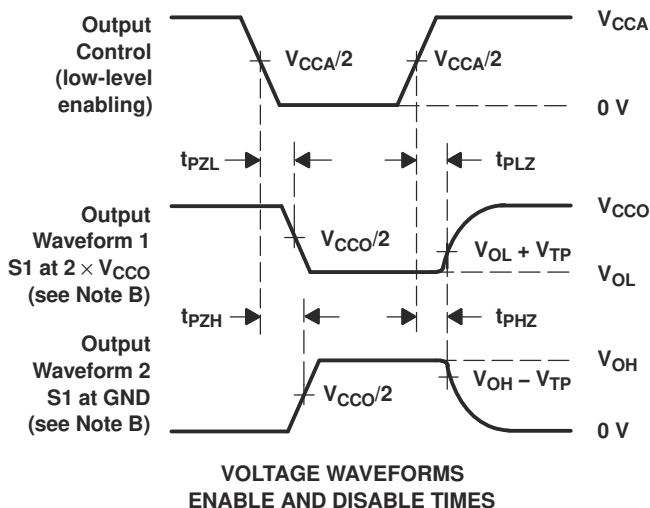 Output
Control
(low-level
enabling)
V_CCA/2
V_CCA/2
V_CCA
0 V
t_PZL
t_PLZ
Output
Waveform 1
S1 at 2 × V_CCO
(see Note B)
V_CCO/2
V_CCO
V_OL + V_TP
V_OL
t_PZH
t_PHZ
Output
Waveform 2
S1 at GND
(see Note B)
V_CCO/2
V_OH
V_OH − V_TP
0 V
VOLTAGE WAVEFORMS
ENABLE AND DISABLE TIMES